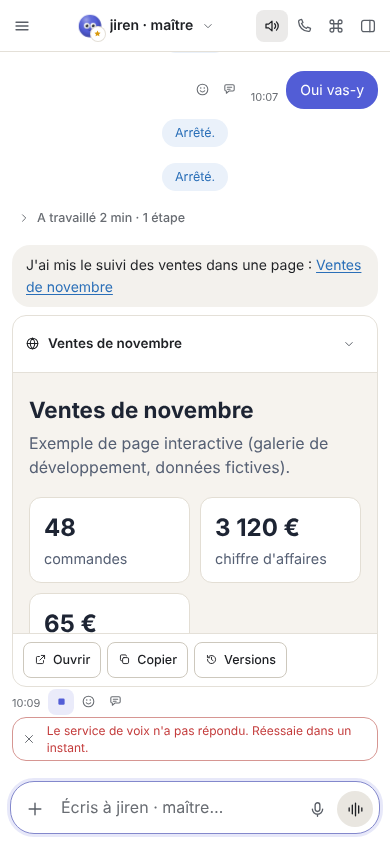 jiren · maître
Oui vas-y
10:07
Arrêté.
Arrêté.
A travaillé 2 min · 1 étape
J'ai mis le suivi des ventes dans une page : Ventes
de novembre
Ventes de novembre
Ventes de novembre
Exemple de page interactive (galerie de
développement, données fictives).
48
commandes
3 120 €
chiffre d'affaires
65 €
Ouvrir
Copier
Versions
10:09
Le service de voix n'a pas répondu. Réessaie dans un
instant.
Écris à jiren · maître…